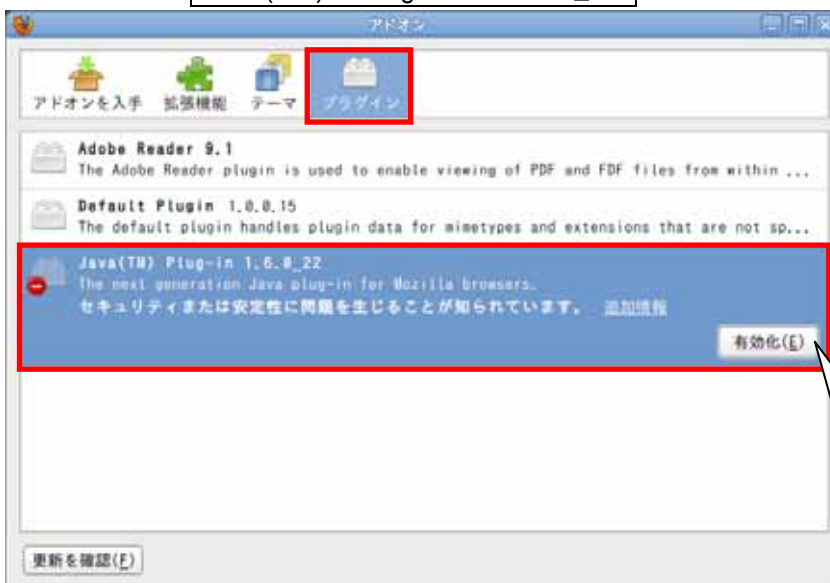 アドオン
アドオンを入手 拡張機能 テーマ プラグイン
Adobe Reader 9.1
The Adobe Reader plugin is used to enable viewing of PDF and FDF files from within ...
Default Plugin 1.0.0.15
The default plugin handles plugin data for mimetypes and extensions that are not sp...
Java(TM) Plug-in 1.6.0_22
The next generation Java plug-in for Mozilla browsers.
セキュリティまたは安定性に問題を生じることが知られています。 追加情報
有効化(E)
更新を確認(F)